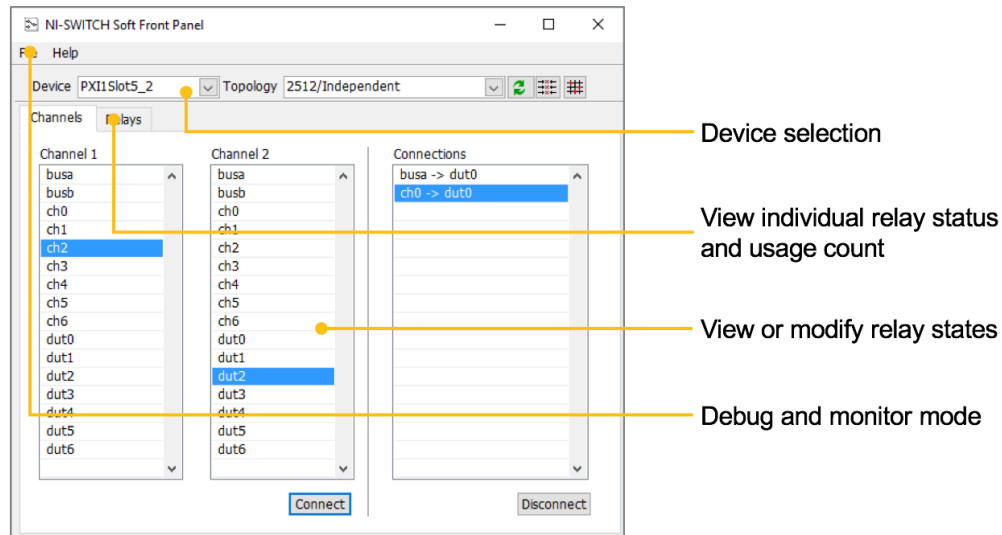 NI-SWITCH Soft Front Panel
File Help
Device PXI1Slot5_2 Topology 2512/Independent
Channels Relays
Channel 1
busa
busb
ch0
ch1
ch2
ch3
ch4
ch5
ch6
dut0
dut1
dut2
dut3
dut4
dut5
dut6
Channel 2
busa
busb
ch0
ch1
ch2
ch3
ch4
ch5
ch6
dut0
dut1
dut2
dut3
dut4
dut5
dut6
Connect
Connections
busa -> dut0
ch0 -> dut0
Disconnect
Device selection
View individual relay status
and usage count
View or modify relay states
Debug and monitor mode